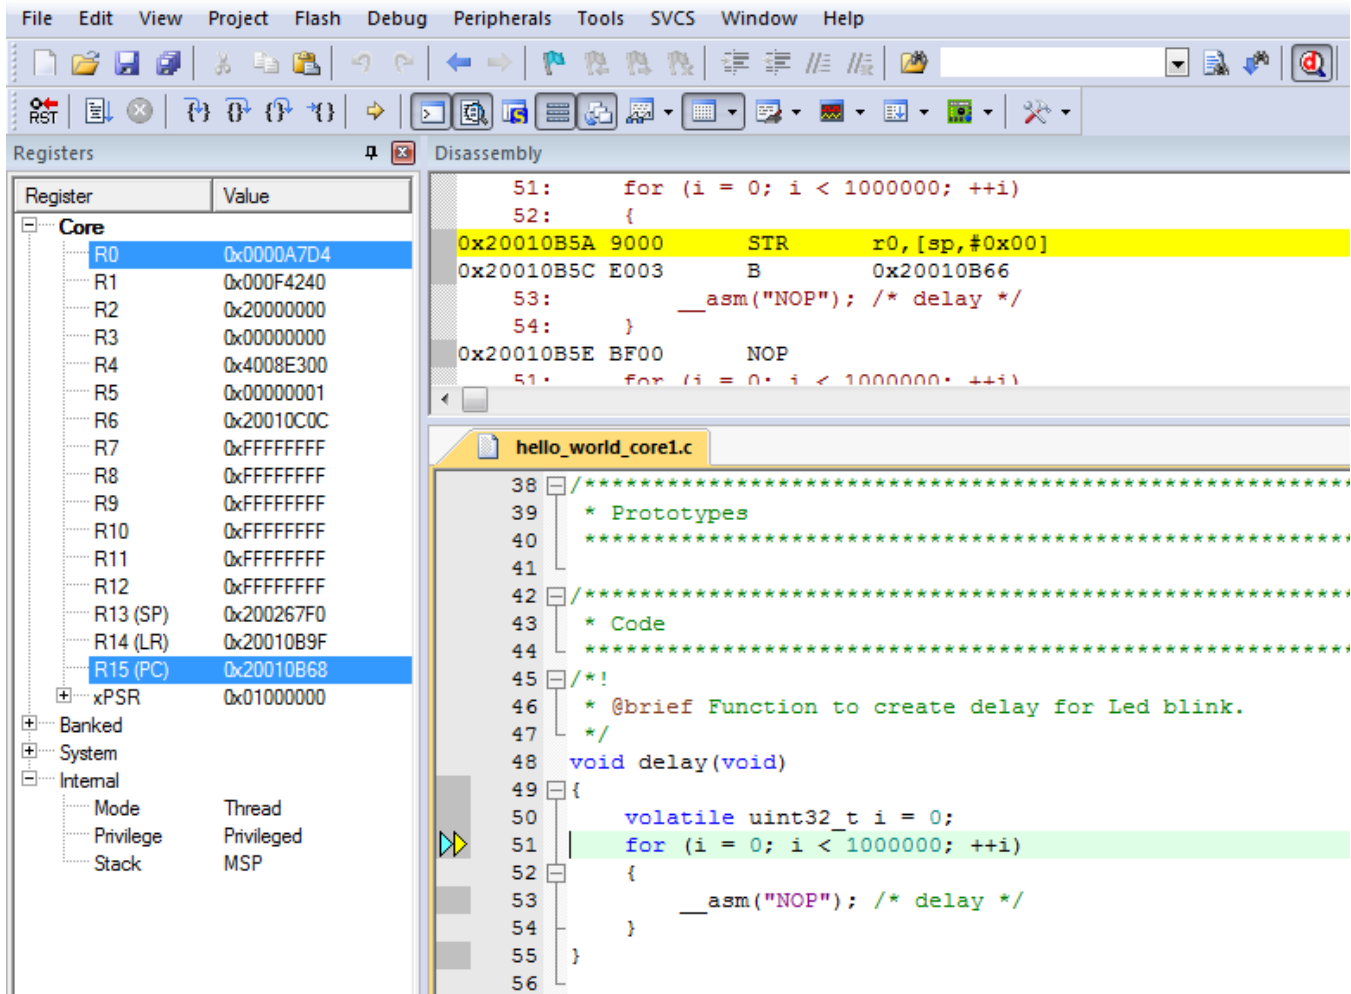 File Edit View Project Flash Debug Peripherals Tools SVCS Window Help
RST
Registers
Register Value
Core
R0 0x0000A7D4
R1 0x000F4240
R2 0x20000000
R3 0x00000000
R4 0x4008E300
R5 0x00000001
R6 0x20010C0C
R7 0xFFFFFFFF
R8 0xFFFFFFFF
R9 0xFFFFFFFF
R10 0xFFFFFFFF
R11 0xFFFFFFFF
R12 0xFFFFFFFF
R13 (SP) 0x200267F0
R14 (LR) 0x20010B9F
R15 (PC) 0x20010B68
xPSR 0x01000000
Banked
System
Internal
Mode Thread
Privilege Privileged
Stack MSP
Disassembly
51: for (i = 0; i < 1000000; ++i)
52: {
0x20010B5A 9000 STR r0,[sp,#0x00]
0x20010B5C E003 B 0x20010B66
53: __asm("NOP"); /* delay */
54: }
0x20010B5E BF00 NOP
51: for (i = 0; i < 1000000; ++i)
hello_world_core1.c
38 /********************************************************
39 * Prototypes
40 ********************************************************
41
42 /********************************************************
43 * Code
44 ********************************************************
45 /*!
46 * @brief Function to create delay for Led blink.
47 */
48 void delay(void)
49 {
50 volatile uint32_t i = 0;
51 for (i = 0; i < 1000000; ++i)
52 {
53 __asm("NOP"); /* delay */
54 }
55 }
56